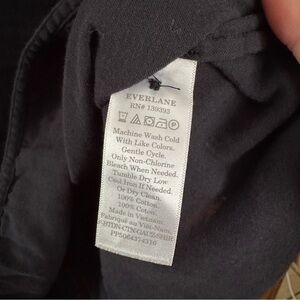 EVERLANE
RN# 139393
Machine Wash Cold
With Like Colors.
Gentle Cycle.
Only Non-Chlorine
Bleach When Needed.
Tumble Dry Low
Cool Iron If Needed.
Or Dry Clean.
100% Cotton
100% Coton
Made in Vietnam
Fabriqué au Viêt-Nam